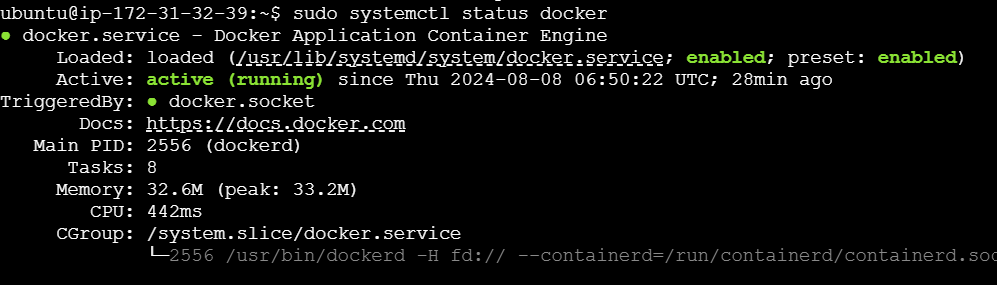 ubuntu@ip-172-31-32-39:~$ sudo systemctl status docker
● docker.service - Docker Application Container Engine
Loaded: loaded (/usr/lib/systemd/system/docker.service; enabled; preset: enabled)
Active: active (running) since Thu 2024-08-08 06:50:22 UTC; 28min ago
TriggeredBy: ● docker.socket
Docs: https://docs.docker.com
Main PID: 2556 (dockerd)
Tasks: 8
Memory: 32.6M (peak: 33.2M)
CPU: 442ms
CGroup: /system.slice/docker.service
└─2556 /usr/bin/dockerd -H fd:// --containerd=/run/containerd/containerd.soc